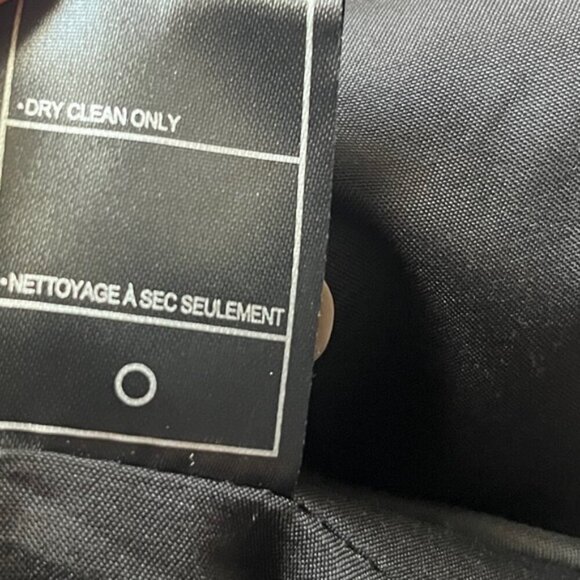 •DRY CLEAN ONLY
•NETTOYAGE À SEC SEULEMENT